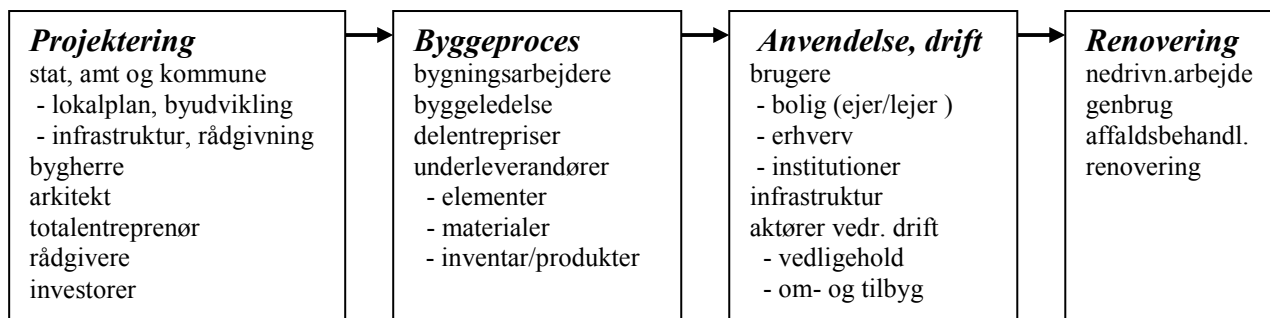 Projektering
stat, amt og kommune
- lokalplan, byudvikling
- infrastruktur, rådgivning
bygherre
arkitekt
totalentreprenør
rådgivere
investorer
Byggeproces
bygningsarbejdere
byggeledelse
delentrepriser
underleverandører
- elementer
- materialer
- inventar/produkter
Anvendelse, drift
brugere
- bolig (ejer/lejer )
- erhverv
- institutioner
infrastruktur
aktører vedr. drift
- vedligehold
- om- og tilbyg
Renovering
nedrivn.arbejde
genbrug
affaldsbehandl.
renovering